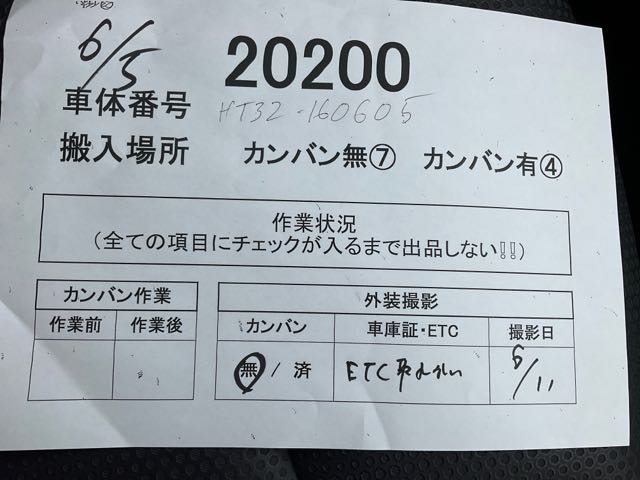 6/5
20200
車体番号 HT32-160605
搬入場所 カンバン無⑦ カンバン有④
作業状況
(全ての項目にチェックが入るまで出品しない!!)
カンバン作業 外装撮影
作業前 作業後 カンバン 車庫証・ETC 撮影日
無 / 済 ETC 6/11